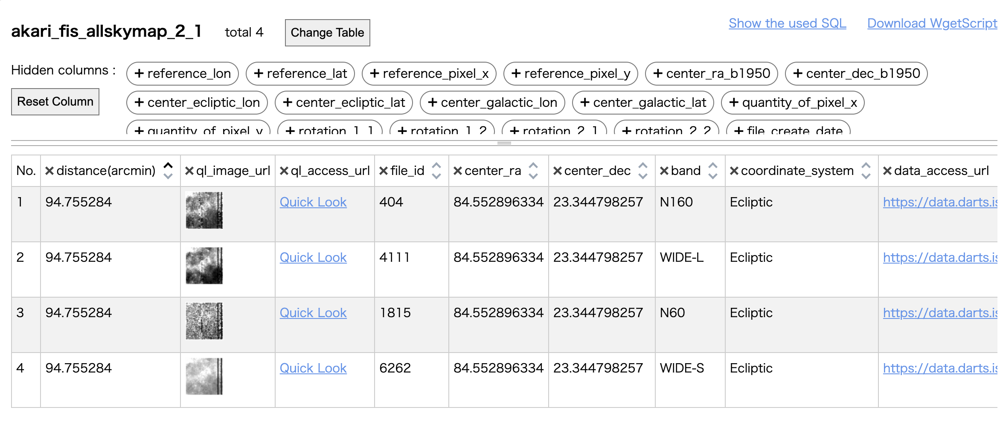 akari_fis_allskymap_2_1 total 4 Change Table Show the used SQL Download WgetScript
Hidden columns : + reference_lon + reference_lat + reference_pixel_x + reference_pixel_y + center_ra_b1950 + center_dec_b1950
Reset Column + center_ecliptic_lon + center_ecliptic_lat + center_galactic_lon + center_galactic_lat + quantity_of_pixel_x
+ quantity_of_pixel_y + rotation_1_1 + rotation_1_2 + rotation_2_1 + rotation_2_2 + file_create_date
No. ×distance(arcmin) ×ql_image_url ×ql_access_url ×file_id ×center_ra ×center_dec ×band ×coordinate_system ×data_access_url
1 94.755284 Quick Look 404 84.552896334 23.344798257 N160 Ecliptic https://data.darts.is
2 94.755284 Quick Look 4111 84.552896334 23.344798257 WIDE-L Ecliptic https://data.darts.is
3 94.755284 Quick Look 1815 84.552896334 23.344798257 N60 Ecliptic https://data.darts.is
4 94.755284 Quick Look 6262 84.552896334 23.344798257 WIDE-S Ecliptic https://data.darts.is